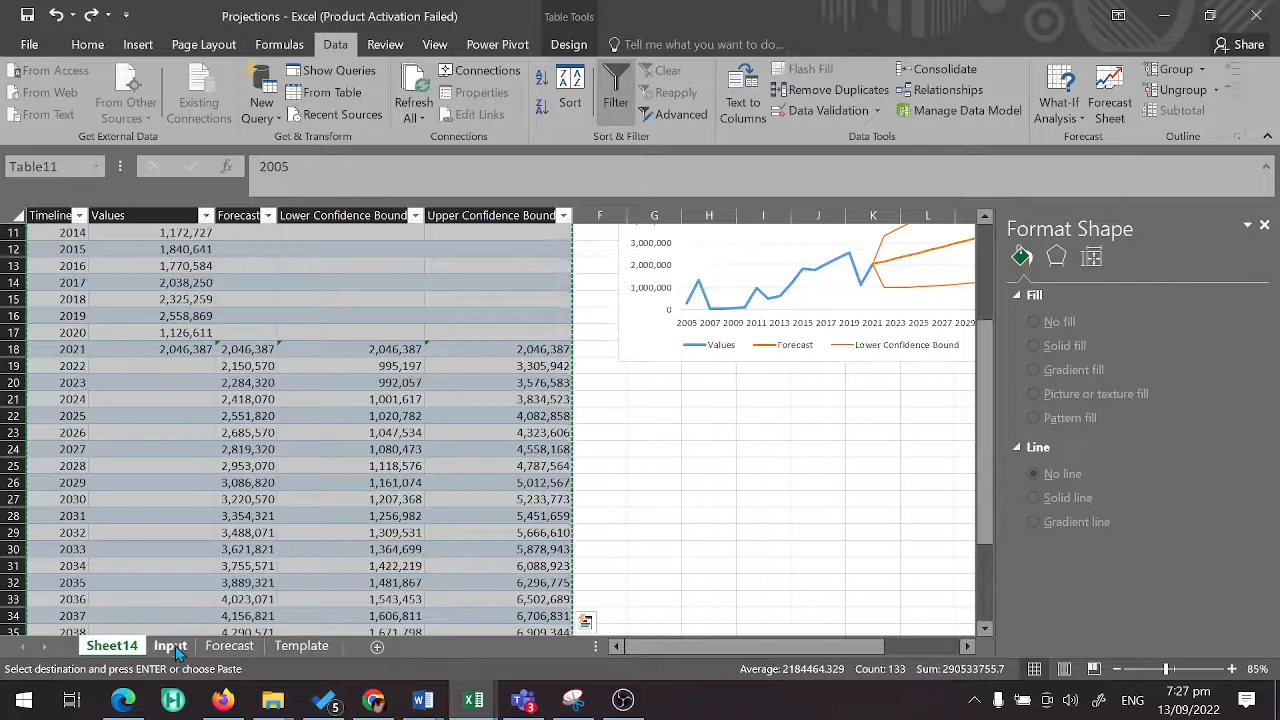 Projections - Excel (Product Activation Failed)
Table Tools
File Home Insert Page Layout Formulas Data Review View Power Pivot Design Tell me what you want to do... Share
From Access
From Web
From Text
From Other Sources
Existing Connections
Get External Data
New Query
Show Queries
From Table
Recent Sources
Get & Transform
Refresh All
Connections
Properties
Edit Links
Connections
Sort
Filter
Clear
Reapply
Advanced
Sort & Filter
Text to Columns
Flash Fill
Remove Duplicates
Data Validation
Consolidate
Relationships
Manage Data Model
Data Tools
What-If Analysis
Forecast Sheet
Forecast
Group
Ungroup
Subtotal
Outline
Table11 fx 2005
Timeline Values Forecast Lower Confidence Bound Upper Confidence Bound F G H I J K L
11 2014 1,172,727
12 2015 1,840,641
13 2016 1,770,584
14 2017 2,038,250
15 2018 2,325,259
16 2019 2,558,869
17 2020 1,126,611
18 2021 2,046,387 2,046,387 2,046,387 2,046,387
19 2022 2,150,570 995,197 3,305,942
20 2023 2,284,320 992,057 3,576,583
21 2024 2,418,070 1,001,617 3,834,523
22 2025 2,551,820 1,020,782 4,082,858
23 2026 2,685,570 1,047,534 4,323,606
24 2027 2,819,320 1,080,473 4,558,168
25 2028 2,953,070 1,118,576 4,787,564
26 2029 3,086,820 1,161,074 5,012,567
27 2030 3,220,570 1,207,368 5,233,773
28 2031 3,354,321 1,256,982 5,451,659
29 2032 3,488,071 1,309,531 5,666,610
30 2033 3,621,821 1,364,699 5,878,943
31 2034 3,755,571 1,422,219 6,088,923
32 2035 3,889,321 1,481,867 6,296,775
33 2036 4,023,071 1,543,453 6,502,689
34 2037 4,156,821 1,606,811 6,706,831
35 2038 4,290,571 1,671,798 6,909,344
3,000,000
2,000,000
1,000,000
0
2005 2007 2009 2011 2013 2015 2017 2019 2021 2023 2025 2027 2029
Values Forecast Lower Confidence Bound
Format Shape
Fill
No fill
Solid fill
Gradient fill
Picture or texture fill
Pattern fill
Line
No line
Solid line
Gradient line
Sheet14 Input Forecast Template
Select destination and press ENTER or choose Paste Average: 2184464.329 Count: 133 Sum: 290533755.7 85%
5 3 ENG 7:27 pm
13/09/2022